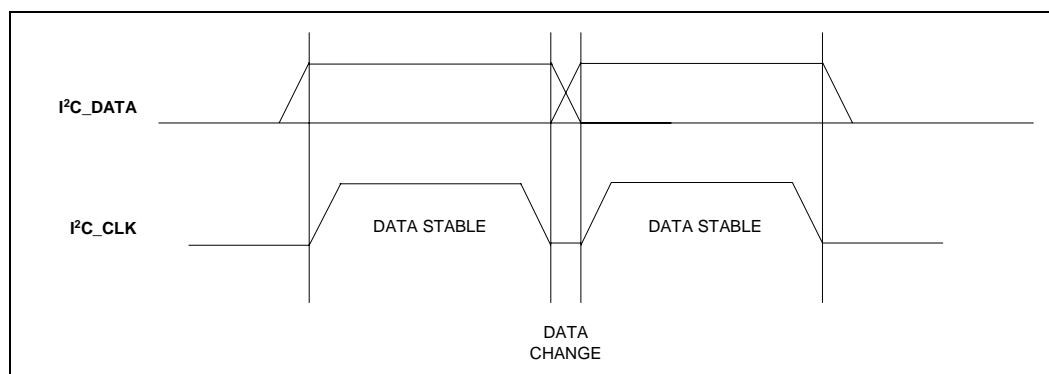 I²C_DATA
I²C_CLK
DATA STABLE
DATA STABLE
DATA
CHANGE